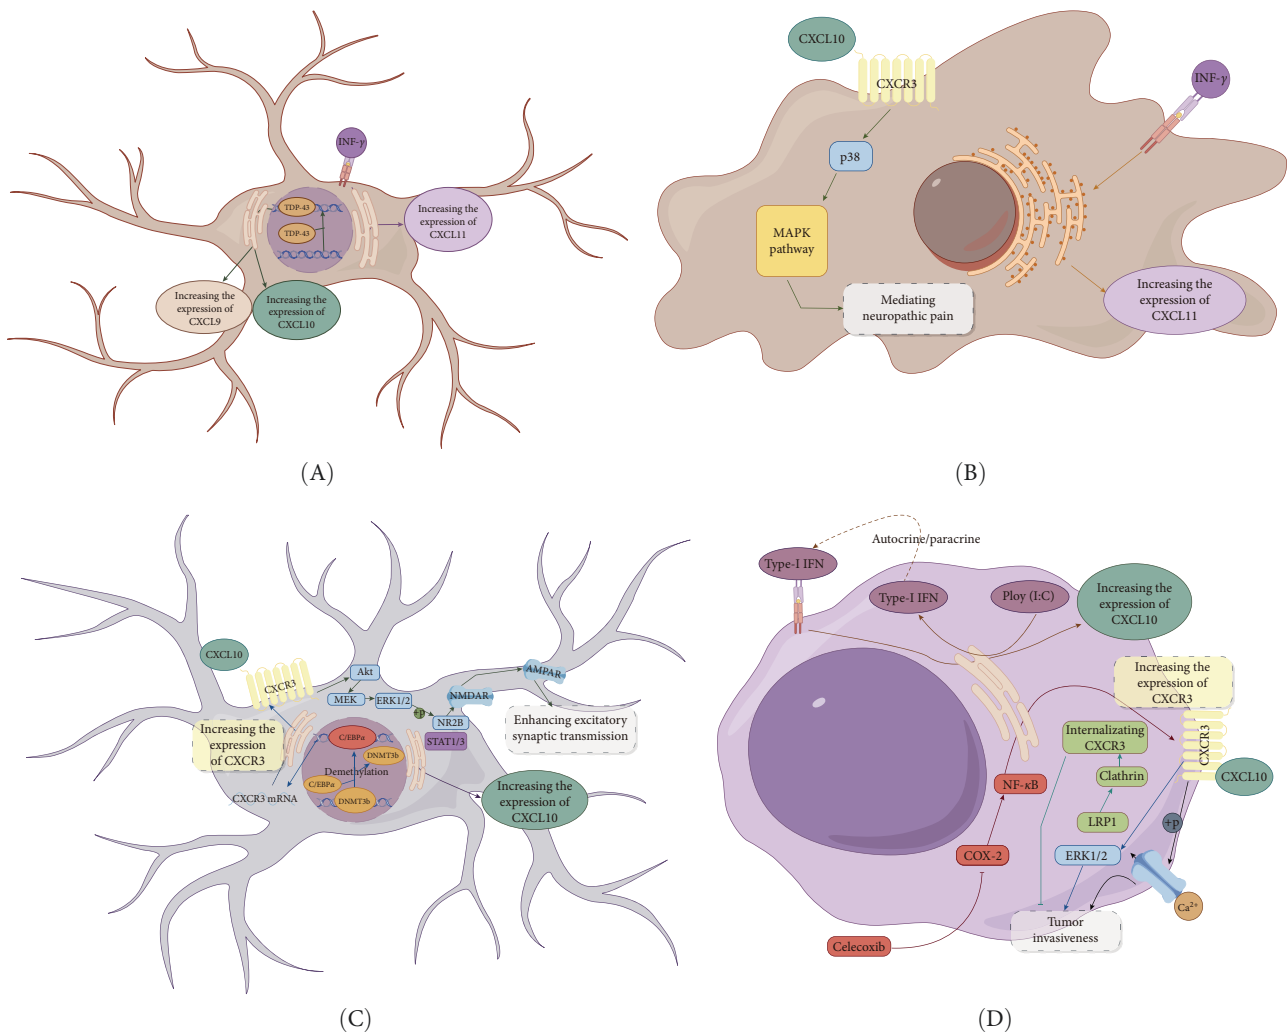 INF-γ
TDP-43
TDP-43
Increasing the
expression of
CXCL11
Increasing the
expression of
CXCL9
Increasing the
expression of
CXCL10
(A)
CXCL10
CXCR3
INF-γ
p38
MAPK
pathway
Mediating
neuropathic pain
Increasing the
expression of
CXCL11
(B)
CXCL10
CXCR3
Akt
MEK
ERK1/2
+p
NR2B
STAT1/3
NMDAR
AMPAR
Enhancing excitatory
synaptic transmission
Increasing the
expression
of CXCR3
C/EBPα
DNMT3b
Demethylation
C/EBPα
DNMT3b
CXCR3 mRNA
Increasing the
expression of
CXCL10
(C)
Autocrine/paracrine
Type-I IFN
Type-I IFN
Ploy (I:C)
Increasing the
expression of
CXCL10
Increasing the
expression of
CXCR3
CXCR3
CXCL10
Internalizating
CXCR3
Clathrin
LRP1
NF-κB
COX-2
ERK1/2
+p
Ca²⁺
Tumor
invasiveness
Celecoxib
(D)